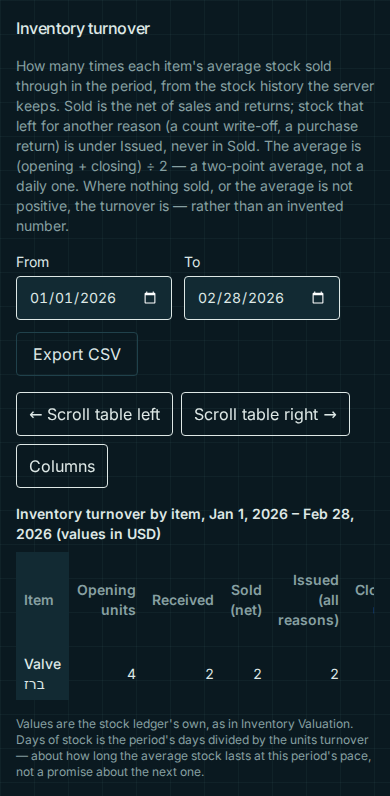 Inventory turnover
How many times each item's average stock sold
through in the period, from the stock history the server
keeps. Sold is the net of sales and returns; stock that
left for another reason (a count write-off, a purchase
return) is under Issued, never in Sold. The average is
(opening + closing) ÷ 2 — a two-point average, not a
daily one. Where nothing sold, or the average is not
positive, the turnover is — rather than an invented
number.
From To
01/01/2026 02/28/2026
Export CSV
← Scroll table left Scroll table right →
Columns
Inventory turnover by item, Jan 1, 2026 – Feb 28,
2026 (values in USD)
Item Opening units Received Sold (net) Issued (all reasons)
Valve 4 2 2 2
ברז
Values are the stock ledger's own, as in Inventory Valuation.
Days of stock is the period's days divided by the units turnover
— about how long the average stock lasts at this period's pace,
not a promise about the next one.